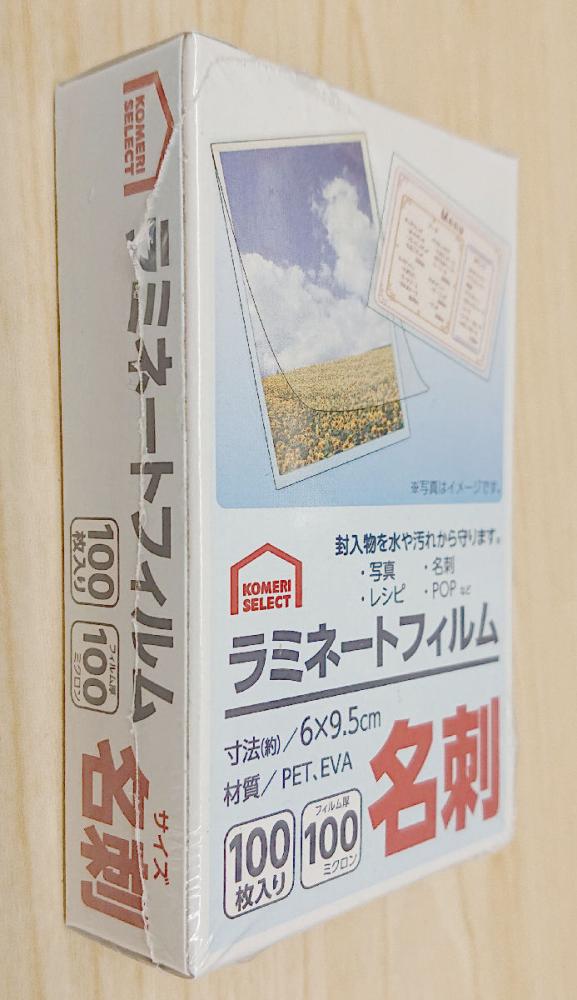 KOMERI
SELECT
ラミネートフィルム
100
枚入り
フィルム厚
100
ミクロン
サイズ
名刺
※写真はイメージです。
封入物を水や汚れから守ります。※
・写真 ・名刺
・レシピ ・POP など
KOMERI
SELECT
ラミネートフィルム
寸法(約)/6×9.5cm
材質/PET、EVA
名刺
100
枚入り
フィルム厚
100
ミクロン